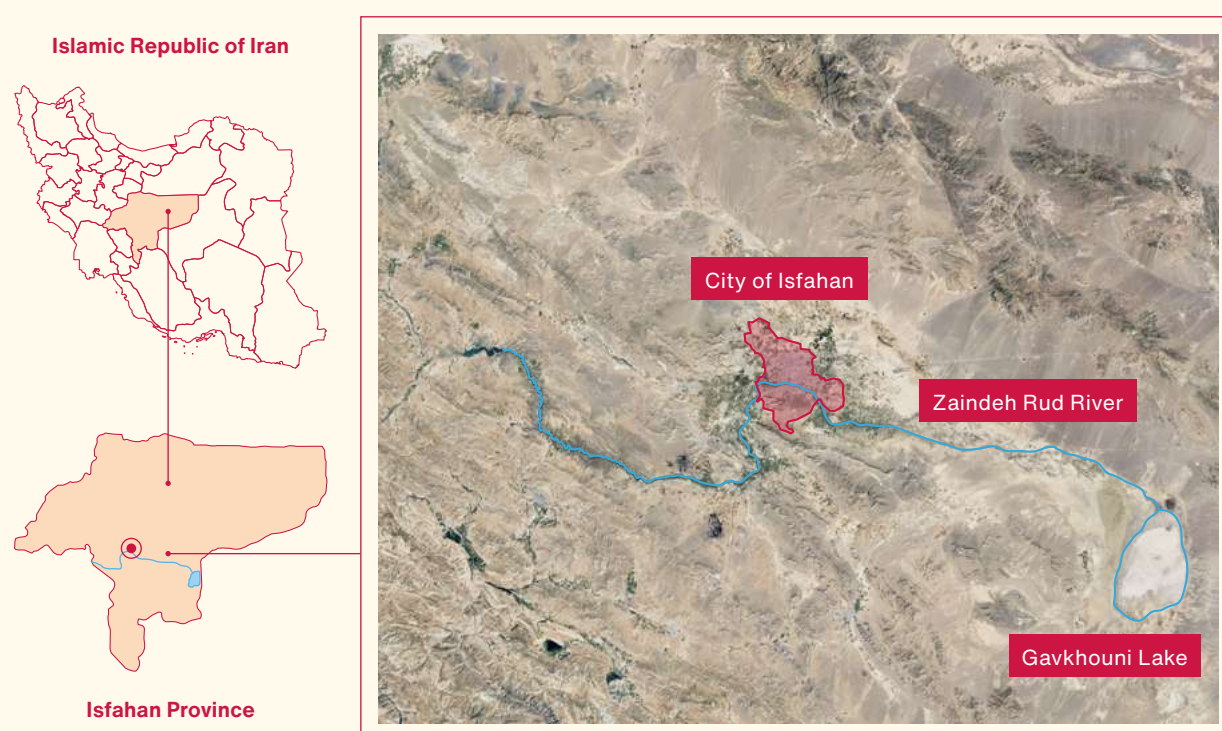 Islamic Republic of Iran
Isfahan Province
City of Isfahan
Zaindeh Rud River
Gavkhouni Lake